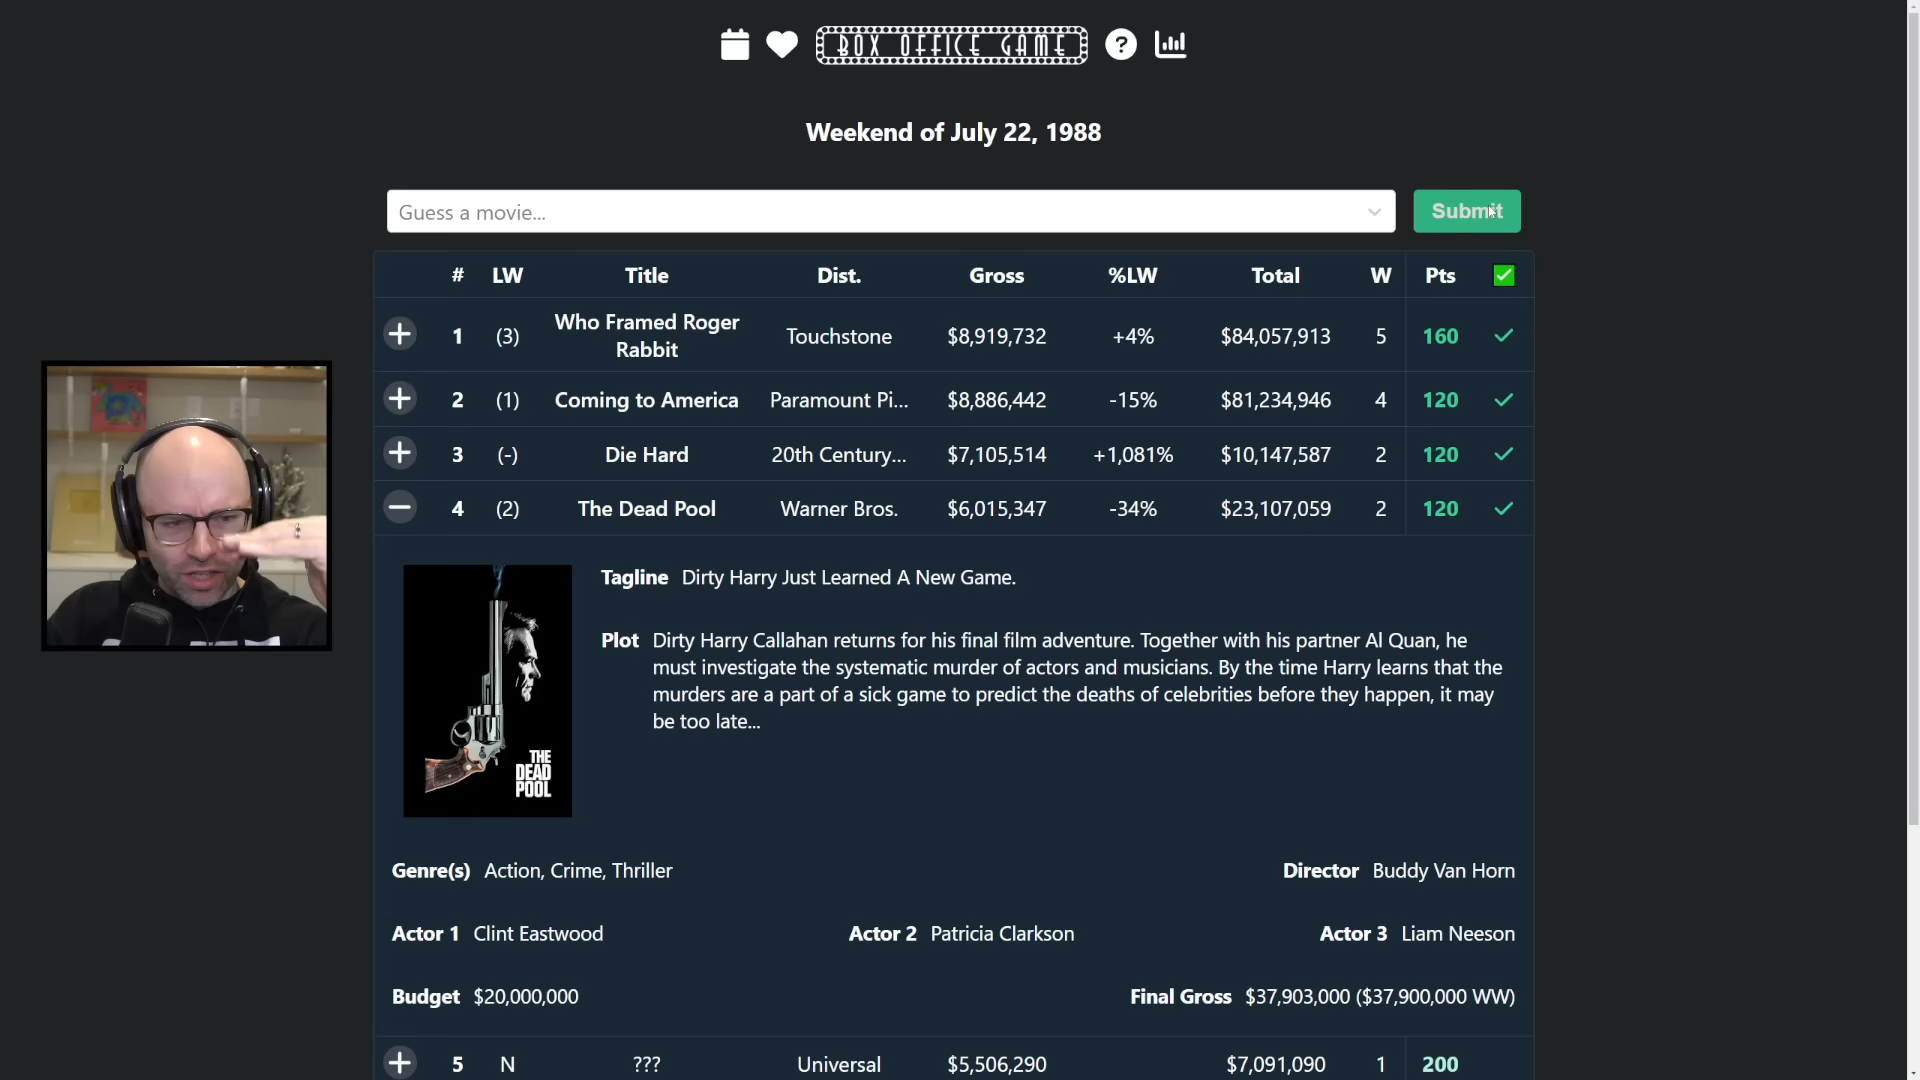 BOX OFFICE GAME
?
Weekend of July 22, 1988
Guess a movie...
Submit
# LW Title Dist. Gross %LW Total W Pts
1 (3) Who Framed Roger Rabbit Touchstone $8,919,732 +4% $84,057,913 5 160
2 (1) Coming to America Paramount Pi... $8,886,442 -15% $81,234,946 4 120
3 (-) Die Hard 20th Century... $7,105,514 +1,081% $10,147,587 2 120
4 (2) The Dead Pool Warner Bros. $6,015,347 -34% $23,107,059 2 120
THE
DEAD
POOL
Tagline Dirty Harry Just Learned A New Game.
Plot Dirty Harry Callahan returns for his final film adventure. Together with his partner Al Quan, he
must investigate the systematic murder of actors and musicians. By the time Harry learns that the
murders are a part of a sick game to predict the deaths of celebrities before they happen, it may
be too late...
Genre(s) Action, Crime, Thriller
Director Buddy Van Horn
Actor 1 Clint Eastwood
Actor 2 Patricia Clarkson
Actor 3 Liam Neeson
Budget $20,000,000
Final Gross $37,903,000 ($37,900,000 WW)
5 N ??? Universal $5,506,290 $7,091,090 1 200